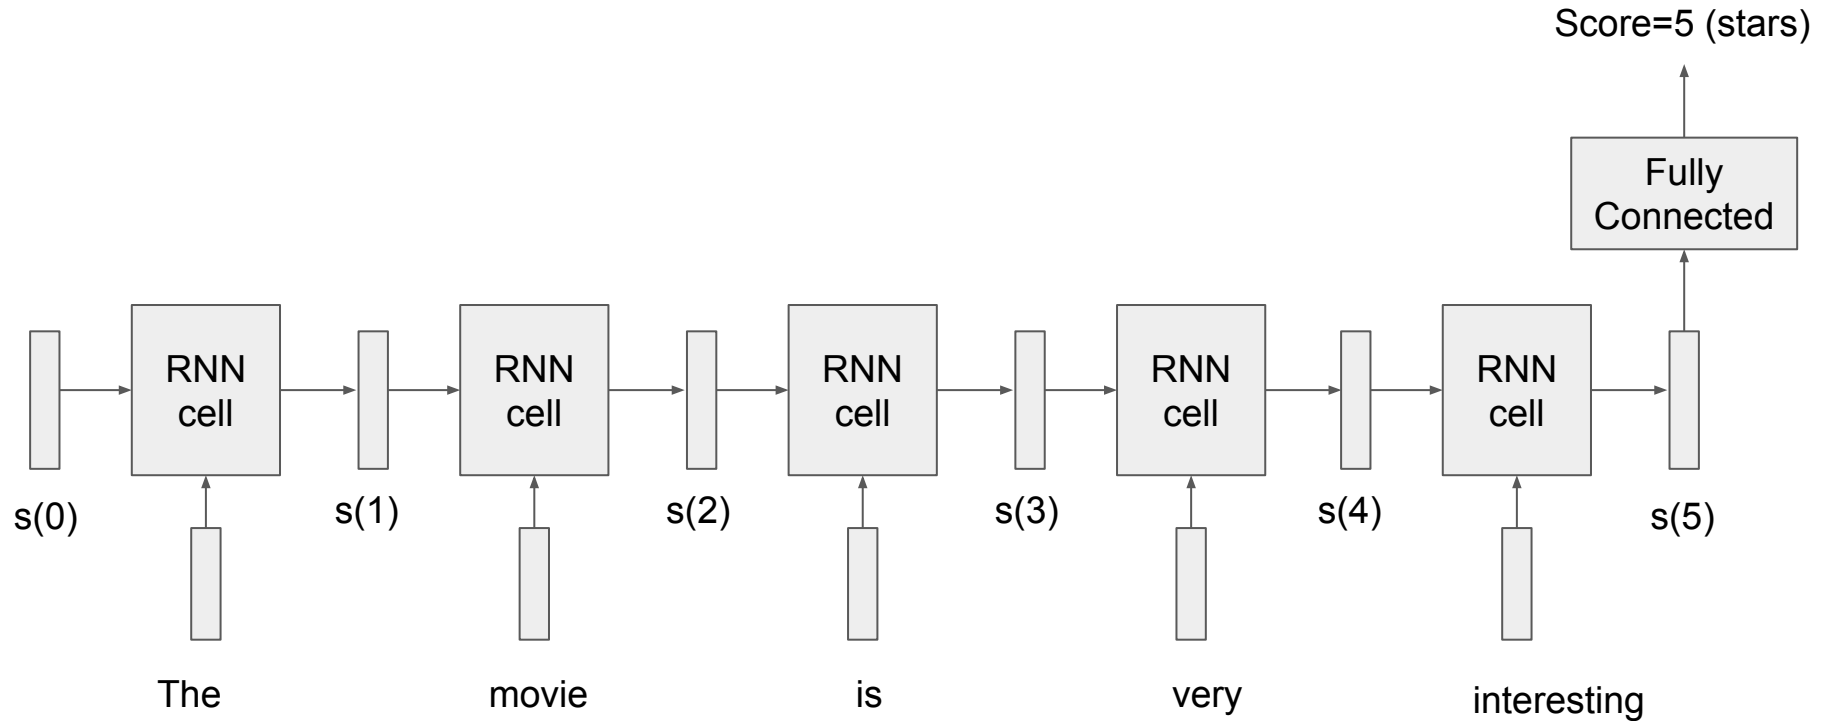 Score=5 (stars)
Fully
Connected
RNN
cell
RNN
cell
RNN
cell
RNN
cell
RNN
cell
s(0)
s(1)
s(2)
s(3)
s(4)
s(5)
The
movie
is
very
interesting